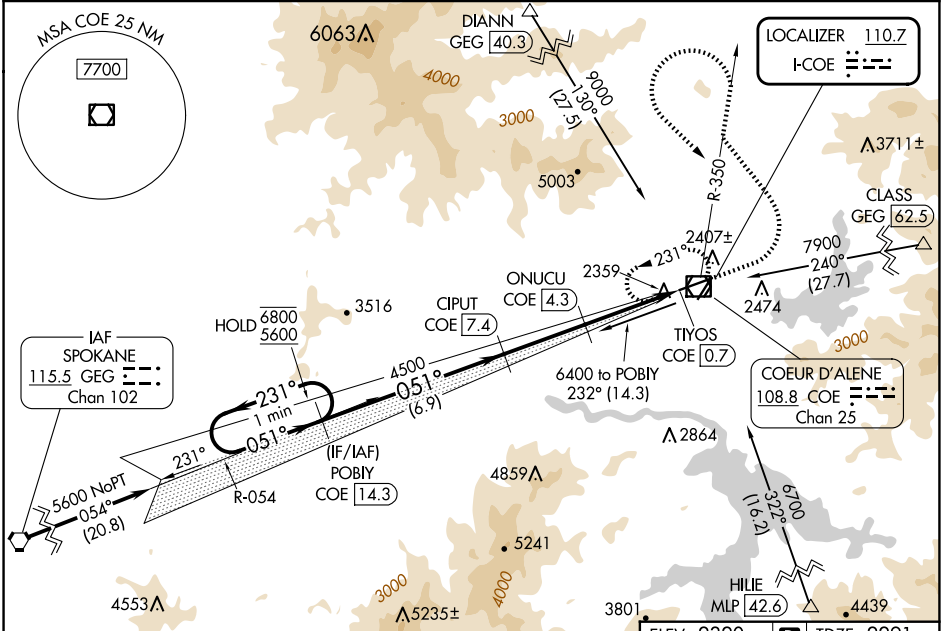 MSA COE 25 NM
7700
6063
4000
3000
DIANN
GEG 40.3
9000
130°
(27.5)
5003
LOCALIZER 110.7
I-COE
3711±
CLASS
GEG 62.5
R-350
7900
240°
(27.7)
2407±
231°
2359
2474
ONUCU
COE 4.3
CIPUT
COE 7.4
TIYOS
COE 0.7
3000
3516
HOLD 6800
5600
IAF
SPOKANE
115.5 GEG
Chan 102
4500
051°
(6.9)
6400 to POBIY
232° (14.3)
COEUR D'ALENE
108.8 COE
Chan 25
231°
1 min
051°
231°
(IF/IAF)
POBIY
COE 14.3
R-054
5600 NoPT
054°
(20.8)
2864
4859
5241
6700
322°
(16.2)
3000
4000
4553
5235±
3801
HILIE
MLP 42.6
4439